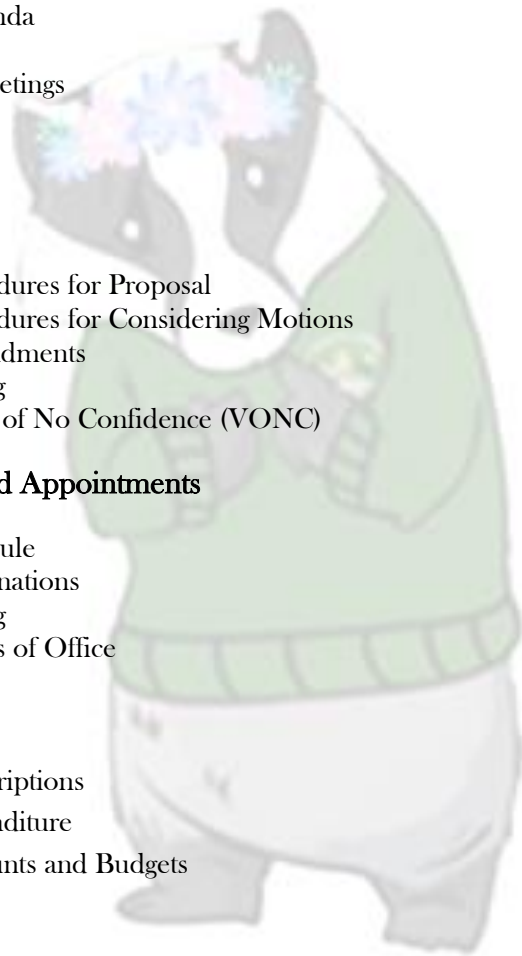 nda
etings
dures for Proposal
dures for Considering Motions
dments
g
of No Confidence (VONC)
d Appointments
ule
nations
g
s of Office
riptions
nditure
unts and Budgets